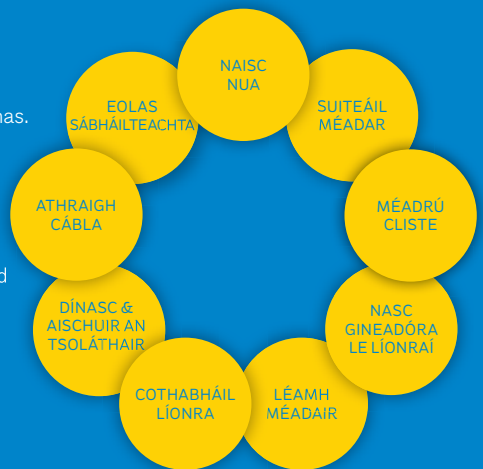 NAISC
NUA
SUITEÁIL
MÉADAR
MÉADRÚ
CLISTE
NASC
GINEADÓRA
LE LÍONRAÍ
LÉAMH
MÉADAIR
COTHABHÁIL
LÍONRA
DÍNASC &
AISCHUIR AN
TSOLÁTHAIR
ATHRAIGH
CÁBLA
EOLAS
SÁBHÁILTEACHTA